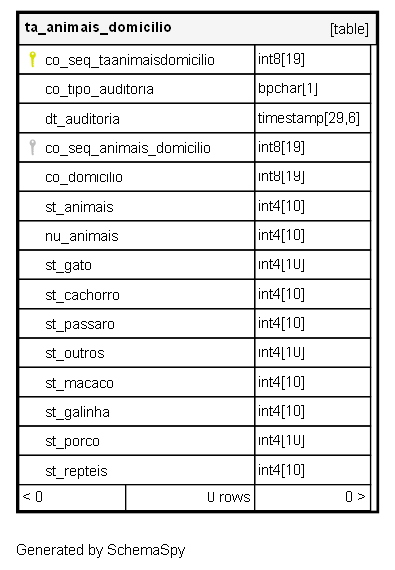 ta_animais_domicilio [table]
co_seq_taanimaisdomicilio int8[19]
co_tipo_auditoria bpchar[1]
dt_auditoria timestamp[29,6]
co_seq_animais_domicilio int8[19]
co_domicilio int8[19]
st_animais int4[10]
nu_animais int4[10]
st_gato int4[10]
st_cachorro int4[10]
st_passaro int4[10]
st_outros int4[10]
st_macaco int4[10]
st_galinha int4[10]
st_porco int4[10]
st_repteis int4[10]
< 0 0 rows 0 >
Generated by SchemaSpy